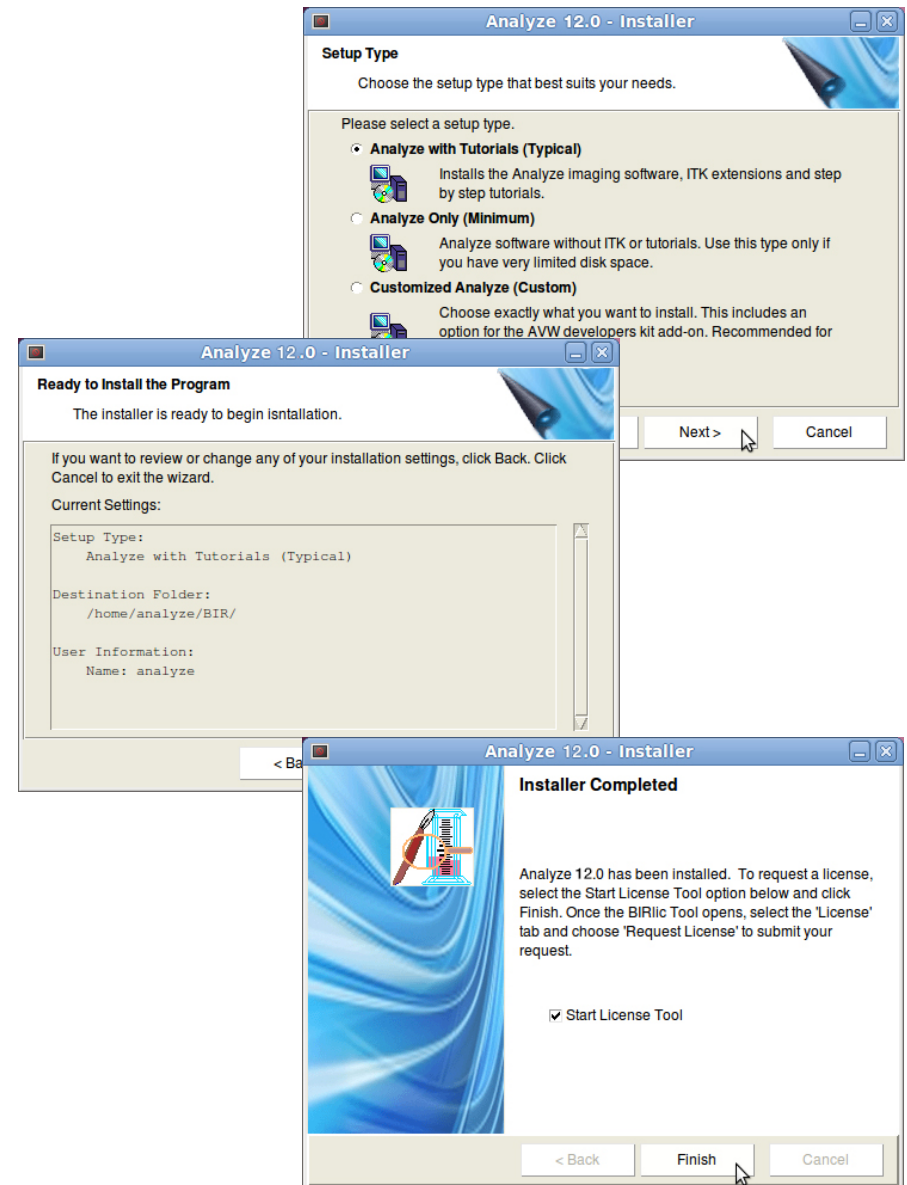 Analyze 12.0 - Installer
Setup Type
Choose the setup type that best suits your needs.
Please select a setup type.
Analyze with Tutorials (Typical)
Installs the Analyze imaging software, ITK extensions and step
by step tutorials.
Analyze Only (Minimum)
Analyze software without ITK or tutorials. Use this type only if
you have very limited disk space.
Customized Analyze (Custom)
Choose exactly what you want to install. This includes an
option for the AVW developers kit add-on. Recommended for
Next >
Cancel
Analyze 12.0 - Installer
Ready to Install the Program
The installer is ready to begin isntallation.
If you want to review or change any of your installation settings, click Back. Click
Cancel to exit the wizard.
Current Settings:
Setup Type:
Analyze with Tutorials (Typical)
Destination Folder:
/home/analyze/BIR/
User Information:
Name: analyze
< Ba
Analyze 12.0 - Installer
Installer Completed
Analyze 12.0 has been installed. To request a license,
select the Start License Tool option below and click
Finish. Once the BIRlic Tool opens, select the 'License'
tab and choose 'Request License' to submit your
request.
Start License Tool
< Back
Finish
Cancel